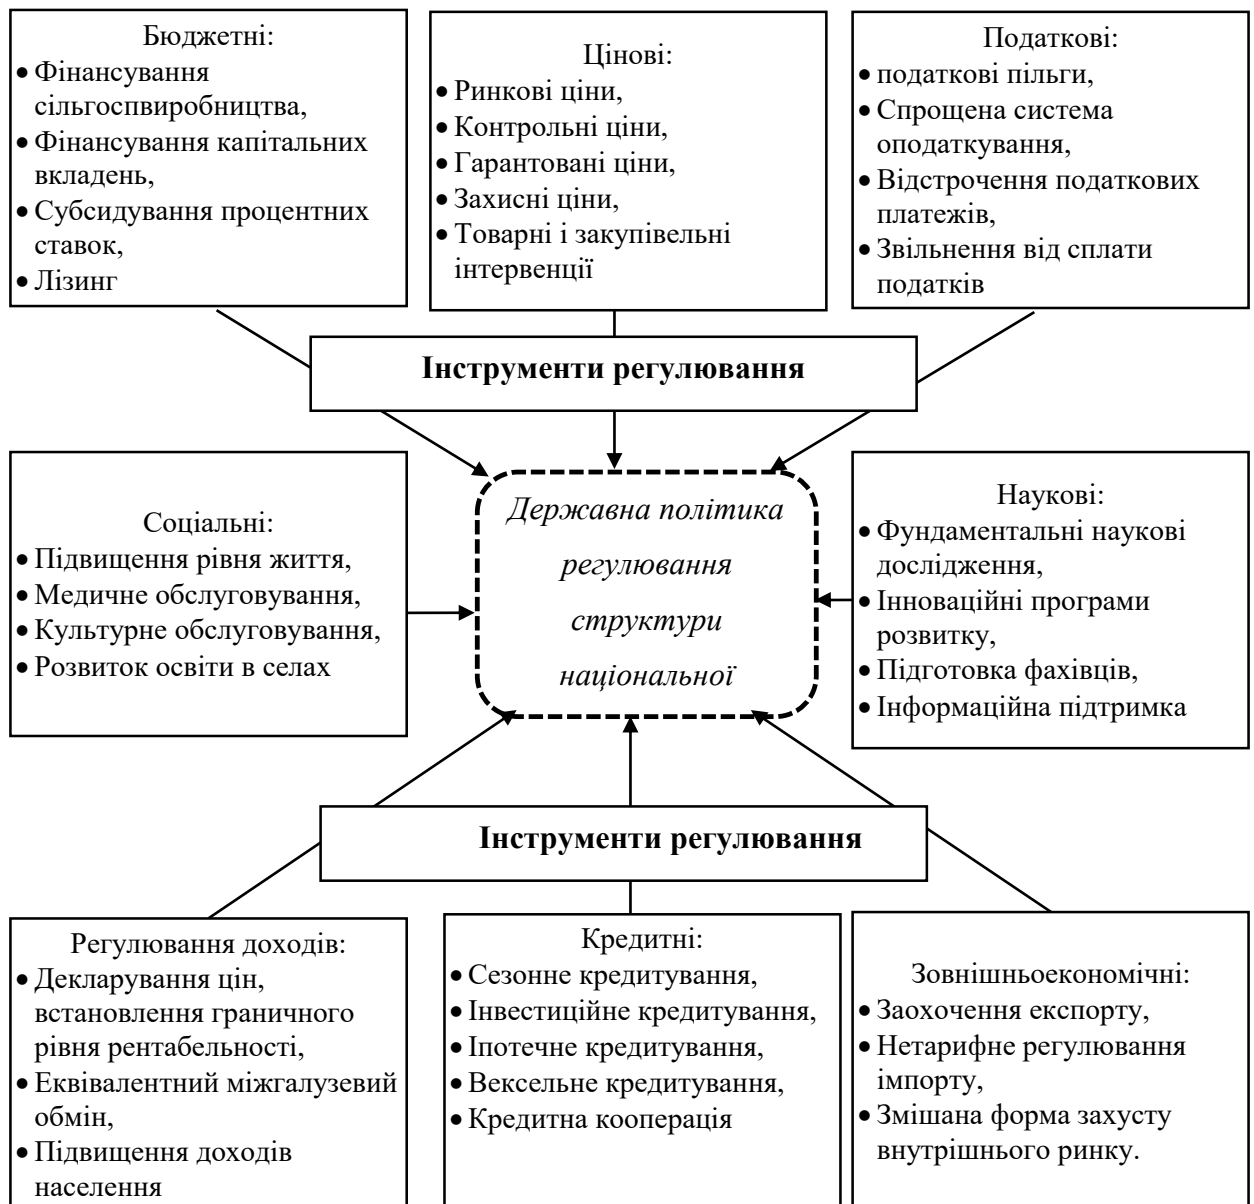 Бюджетні:
• Фінансування
сільгоспвиробництва,
• Фінансування капітальних
вкладень,
• Субсидування процентних
ставок,
• Лізинг
Цінові:
• Ринкові ціни,
• Контрольні ціни,
• Гарантовані ціни,
• Захисні ціни,
• Товарні і закупівельні
інтервенції
Податкові:
• податкові пільги,
• Спрощена система
оподаткування,
• Відстрочення податкових
платежів,
• Звільнення від сплати
податків
Інструменти регулювання
Соціальні:
• Підвищення рівня життя,
• Медичне обслуговування,
• Культурне обслуговування,
• Розвиток освіти в селах
Державна політика
регулювання
структури
національної
Наукові:
• Фундаментальні наукові
дослідження,
• Інноваційні програми
розвитку,
• Підготовка фахівців,
• Інформаційна підтримка
Інструменти регулювання
Регулювання доходів:
• Декларування цін,
встановлення граничного
рівня рентабельності,
• Еквівалентний міжгалузевий
обмін,
• Підвищення доходів
населення
Кредитні:
• Сезонне кредитування,
• Інвестиційне кредитування,
• Іпотечне кредитування,
• Вексельне кредитування,
• Кредитна кооперація
Зовнішньоекономічні:
• Заохочення експорту,
• Нетарифне регулювання
імпорту,
• Змішана форма захусту
внутрішнього ринку.